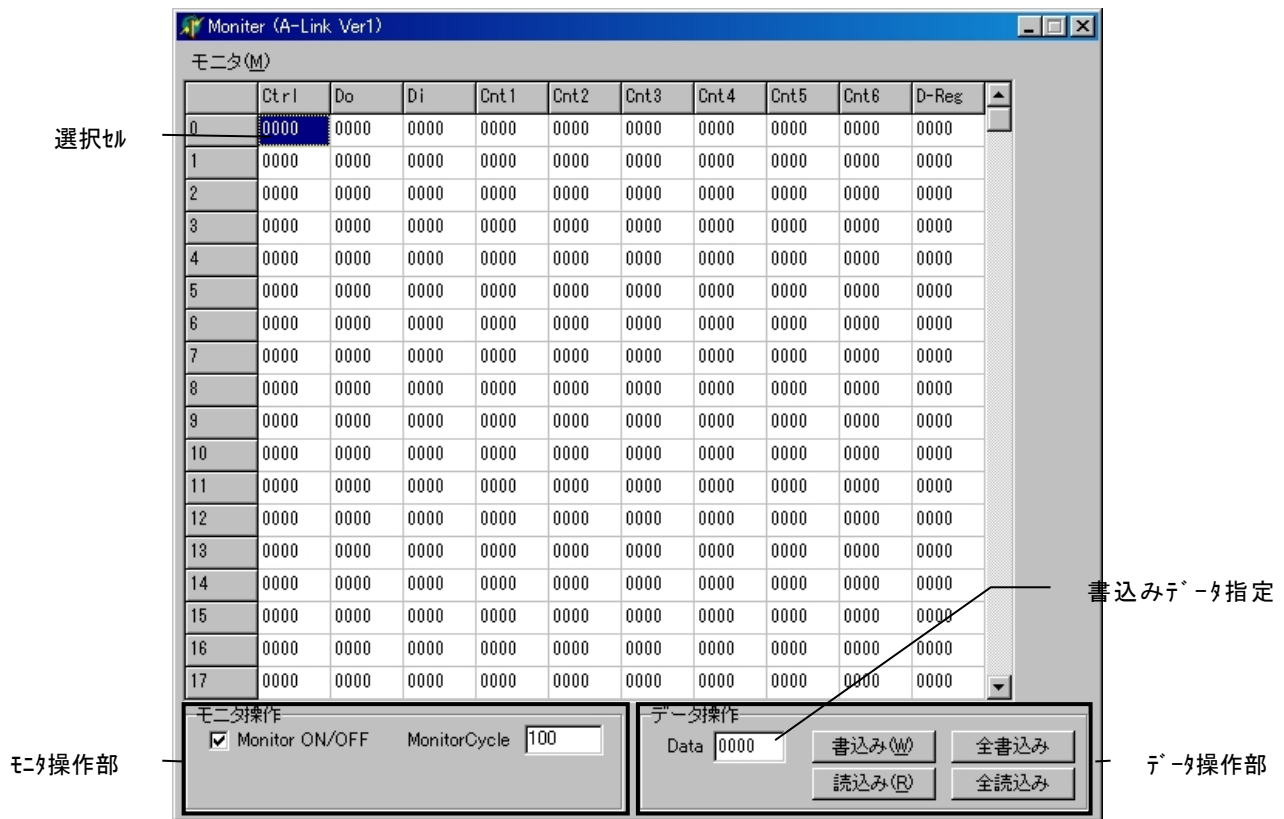 Moniter (A-Link Ver1)
モニタ(M)
Ctrl Do Di Cnt1 Cnt2 Cnt3 Cnt4 Cnt5 Cnt6 D-Reg
選択ｾﾙ
0 0000 0000 0000 0000 0000 0000 0000 0000 0000 0000
1 0000 0000 0000 0000 0000 0000 0000 0000 0000 0000
2 0000 0000 0000 0000 0000 0000 0000 0000 0000 0000
3 0000 0000 0000 0000 0000 0000 0000 0000 0000 0000
4 0000 0000 0000 0000 0000 0000 0000 0000 0000 0000
5 0000 0000 0000 0000 0000 0000 0000 0000 0000 0000
6 0000 0000 0000 0000 0000 0000 0000 0000 0000 0000
7 0000 0000 0000 0000 0000 0000 0000 0000 0000 0000
8 0000 0000 0000 0000 0000 0000 0000 0000 0000 0000
9 0000 0000 0000 0000 0000 0000 0000 0000 0000 0000
10 0000 0000 0000 0000 0000 0000 0000 0000 0000 0000
11 0000 0000 0000 0000 0000 0000 0000 0000 0000 0000
12 0000 0000 0000 0000 0000 0000 0000 0000 0000 0000
13 0000 0000 0000 0000 0000 0000 0000 0000 0000 0000
14 0000 0000 0000 0000 0000 0000 0000 0000 0000 0000
書込みﾃﾞｰﾀ指定
15 0000 0000 0000 0000 0000 0000 0000 0000 0000 0000
16 0000 0000 0000 0000 0000 0000 0000 0000 0000 0000
17 0000 0000 0000 0000 0000 0000 0000 0000 0000 0000
モニタ操作
Monitor ON/OFF MonitorCycle 100
ﾓﾆﾀ操作部
データ操作
Data 0000 書込み(W) 全書込み
読込み(R) 全読込み
ﾃﾞｰﾀ操作部